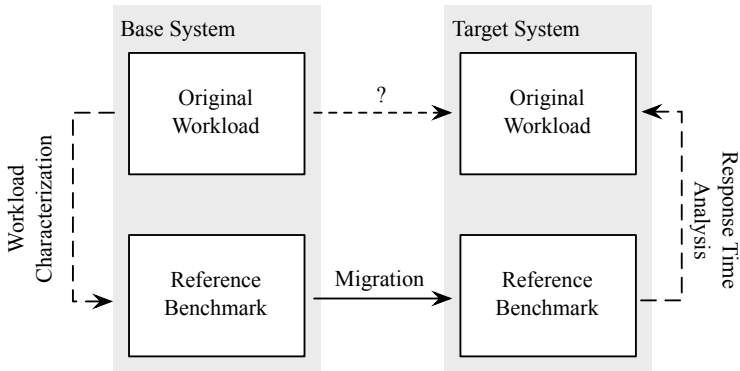 Base System
Target System
Original
Workload
?
Original
Workload
Workload
Characterization
Response Time
Analysis
Reference
Benchmark
Migration
Reference
Benchmark